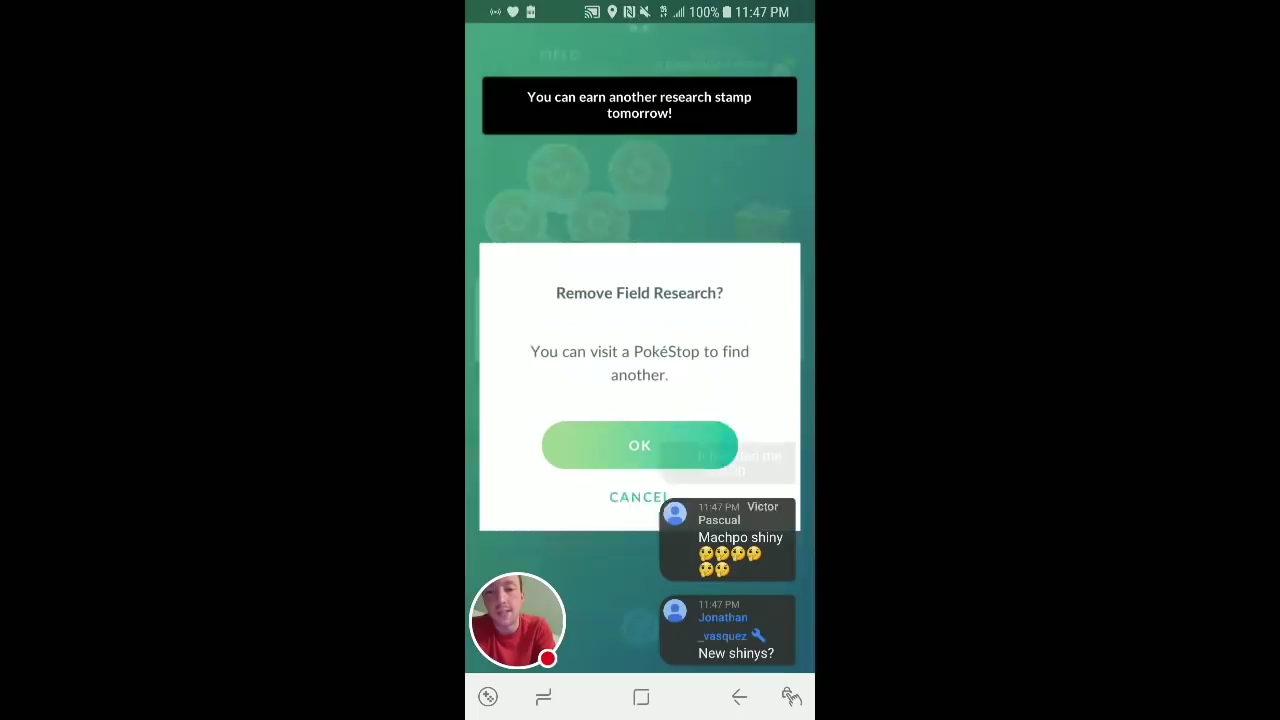 100% 11:47 PM
FIELD
You can earn another research stamp
tomorrow!
Remove Field Research?
You can visit a PokéStop to find
another.
OK
CANCEL
11:47 PM Victor
Pascual
Machpo shiny
🤔🤔🤔🤔
🤔🤔
11:47 PM
Jonathan
_vasquez 🔧
New shinys?